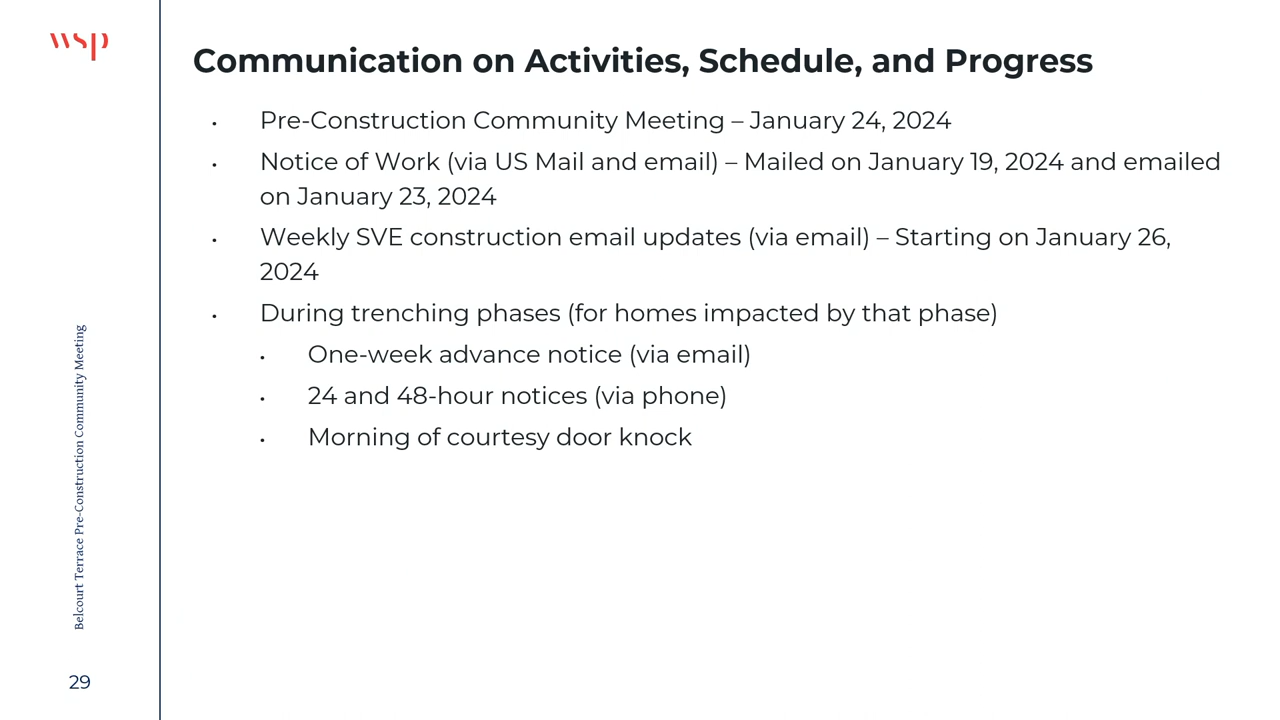 wsp
Communication on Activities, Schedule, and Progress
• Pre-Construction Community Meeting – January 24, 2024
• Notice of Work (via US Mail and email) – Mailed on January 19, 2024 and emailed
on January 23, 2024
• Weekly SVE construction email updates (via email) – Starting on January 26,
2024
• During trenching phases (for homes impacted by that phase)
• One-week advance notice (via email)
• 24 and 48-hour notices (via phone)
• Morning of courtesy door knock
Belcourt Terrace Pre-Construction Community Meeting
29